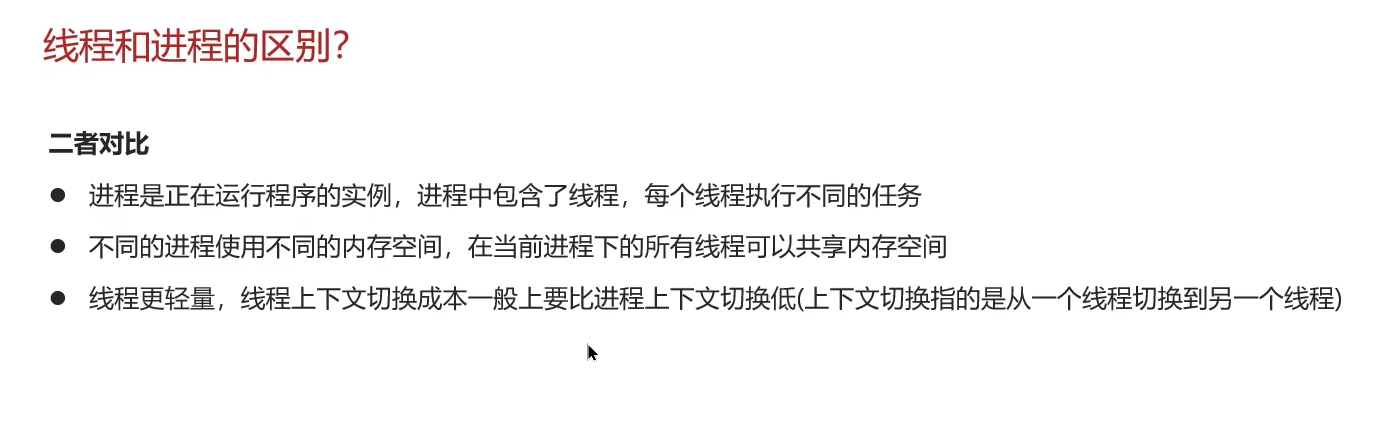 线程和进程的区别？
二者对比
● 进程是正在运行程序的实例，进程中包含了线程，每个线程执行不同的任务
● 不同的进程使用不同的内存空间，在当前进程下的所有线程可以共享内存空间
● 线程更轻量，线程上下文切换成本一般上要比进程上下文切换低(上下文切换指的是从一个线程切换到另一个线程)